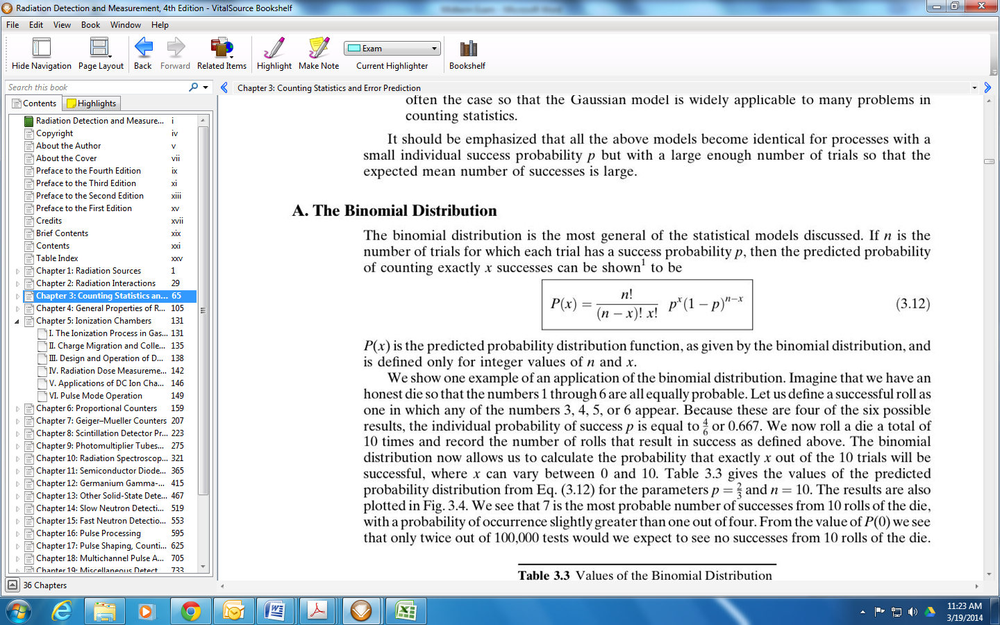 Radiation Detection and Measurement, 4th Edition - VitalSource Bookshelf
File Edit View Book Window Help
Hide Navigation Page Layout Back Forward Related Items Highlight Make Note Exam Current Highlighter Bookshelf
Search this book
Chapter 3: Counting Statistics and Error Prediction
Contents Highlights
Radiation Detection and Measure... i
Copyright iv
About the Author v
About the Cover vii
Preface to the Fourth Edition ix
Preface to the Third Edition xi
Preface to the Second Edition xiii
Preface to the First Edition xv
Credits xvii
Brief Contents xix
Contents xxi
Table Index xxv
Chapter 1: Radiation Sources 1
Chapter 2: Radiation Interactions 29
Chapter 3: Counting Statistics an... 65
Chapter 4: General Properties of R... 105
Chapter 5: Ionization Chambers 131
I. The Ionization Process in Gas... 131
II. Charge Migration and Colle... 135
III. Design and Operation of D... 138
IV. Radiation Dose Measureme... 142
V. Applications of DC Ion Cha... 146
VI. Pulse Mode Operation 149
Chapter 6: Proportional Counters 159
Chapter 7: Geiger–Mueller Counters 207
Chapter 8: Scintillation Detector Pr... 223
Chapter 9: Photomultiplier Tubes... 275
Chapter 10: Radiation Spectroscop... 321
Chapter 11: Semiconductor Diode... 365
Chapter 12: Germanium Gamma-... 415
Chapter 13: Other Solid-State Dete... 467
Chapter 14: Slow Neutron Detecti... 519
Chapter 15: Fast Neutron Detectio... 553
Chapter 16: Pulse Processing 595
Chapter 17: Pulse Shaping, Counti... 625
Chapter 18: Multichannel Pulse A... 705
Chapter 19: Miscellaneous Detect... 733
36 Chapters
often the case so that the Gaussian model is widely applicable to many problems in
counting statistics.
It should be emphasized that all the above models become identical for processes with a
small individual success probability p but with a large enough number of trials so that the
expected mean number of successes is large.
A. The Binomial Distribution
The binomial distribution is the most general of the statistical models discussed. If n is the
number of trials for which each trial has a success probability p, then the predicted probability
of counting exactly x successes can be shown¹ to be
P(x) = n! / (n − x)! x! pˣ(1 − p)ⁿ⁻ˣ (3.12)
P(x) is the predicted probability distribution function, as given by the binomial distribution, and
is defined only for integer values of n and x.
We show one example of an application of the binomial distribution. Imagine that we have an
honest die so that the numbers 1 through 6 are all equally probable. Let us define a successful roll as
one in which any of the numbers 3, 4, 5, or 6 appear. Because these are four of the six possible
results, the individual probability of success p is equal to 4/6 or 0.667. We now roll a die a total of
10 times and record the number of rolls that result in success as defined above. The binomial
distribution now allows us to calculate the probability that exactly x out of the 10 trials will be
successful, where x can vary between 0 and 10. Table 3.3 gives the values of the predicted
probability distribution from Eq. (3.12) for the parameters p = 2/3 and n = 10. The results are also
plotted in Fig. 3.4. We see that 7 is the most probable number of successes from 10 rolls of the die,
with a probability of occurrence slightly greater than one out of four. From the value of P(0) we see
that only twice out of 100,000 tests would we expect to see no successes from 10 rolls of the die.
Table 3.3 Values of the Binomial Distribution
11:23 AM
3/19/2014